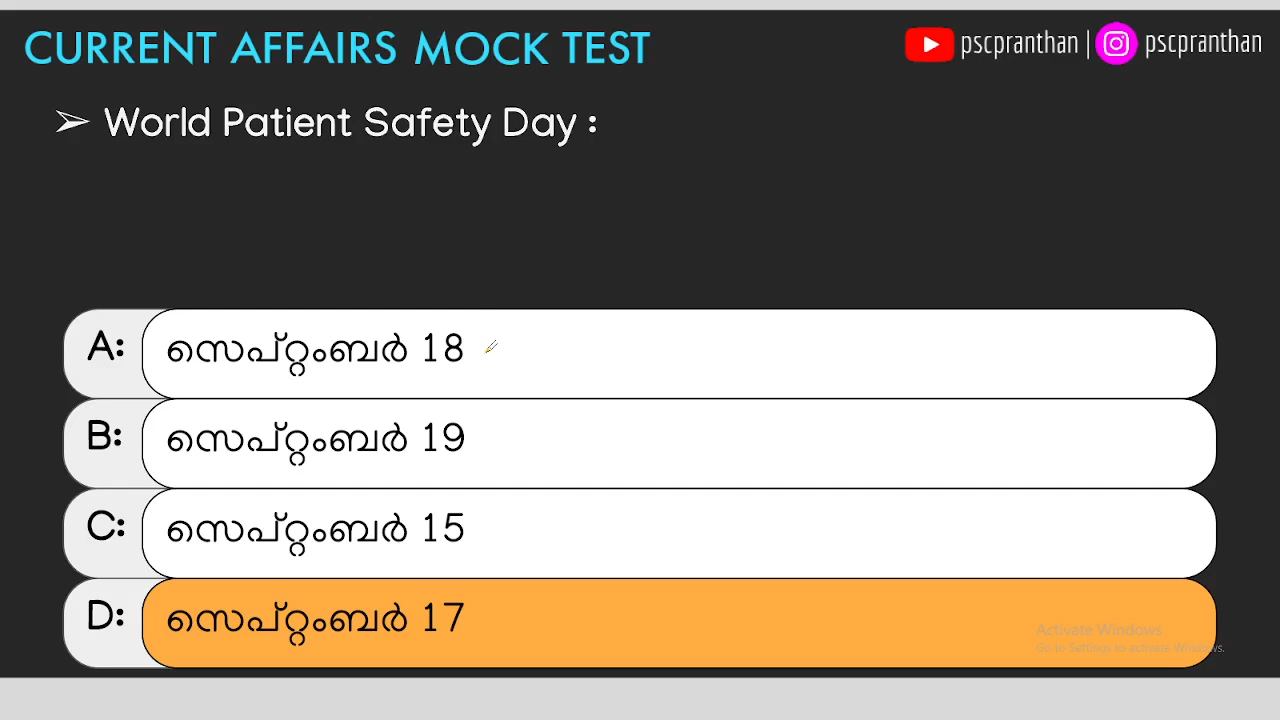 CURRENT AFFAIRS MOCK TEST
pscpranthan | pscpranthan
➢ World Patient Safety Day :
A: സെപ്റ്റംബർ 18
B: സെപ്റ്റംബർ 19
C: സെപ്റ്റംബർ 15
D: സെപ്റ്റംബർ 17
Activate Windows
Go to Settings to activate Windows.